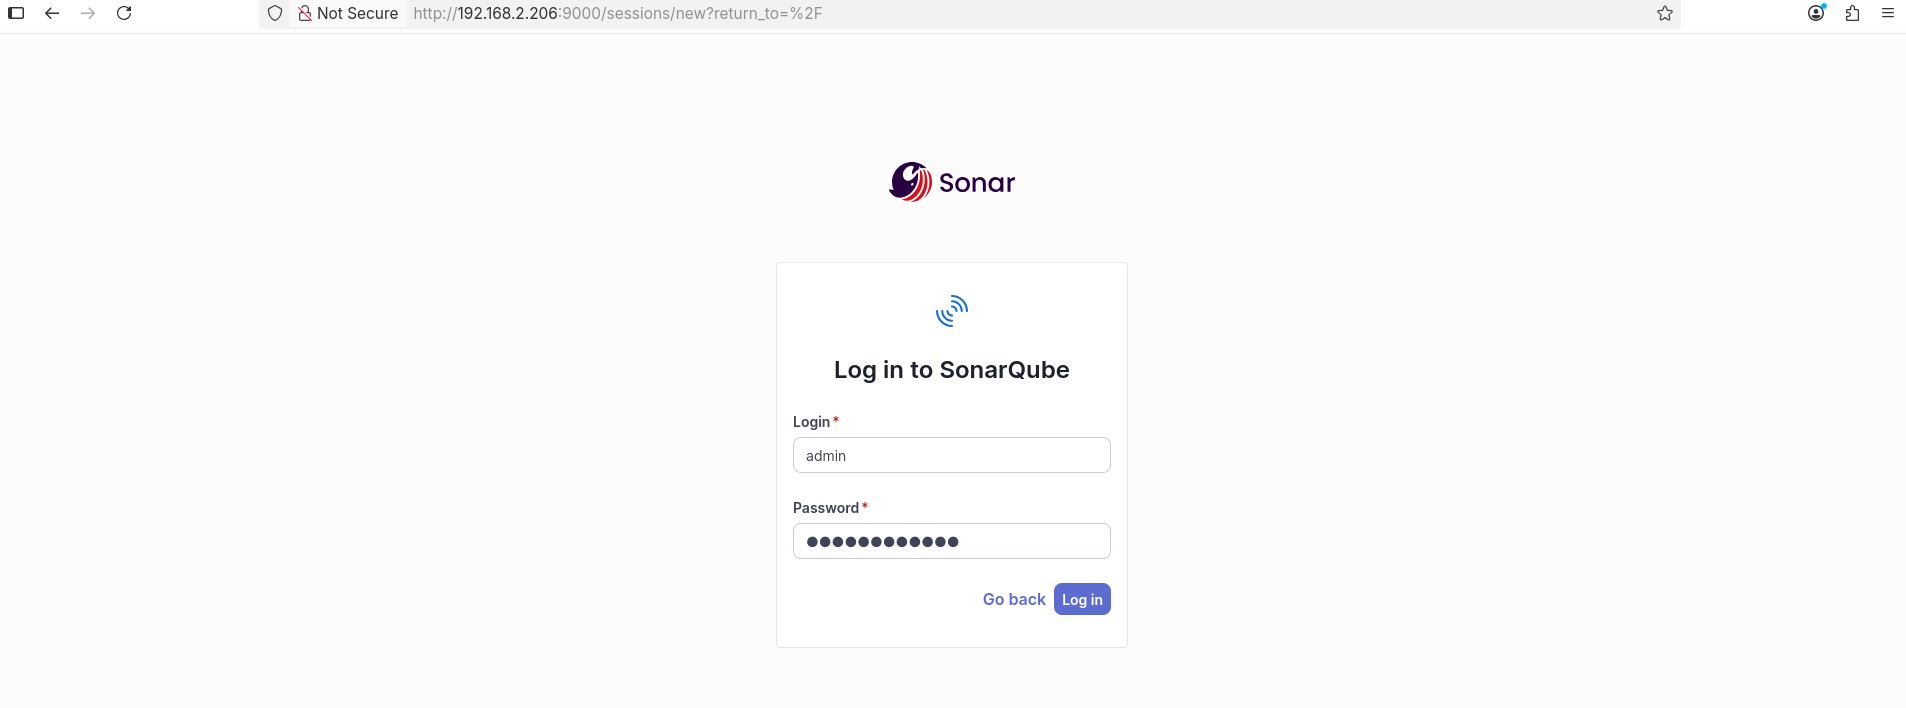 Not Secure http://192.168.2.206:9000/sessions/new?return_to=%2F
Sonar
Log in to SonarQube
Login*
admin
Password*
●●●●●●●●●●●●
Go back Log in